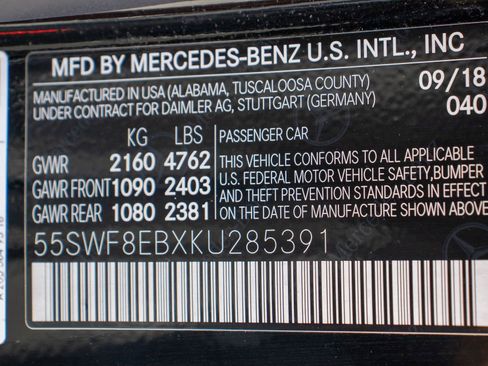 MFD BY MERCEDES-BENZ U.S. INTL., INC
MANUFACTURED IN USA (ALABAMA, TUSCALOOSA COUNTY) 09/18
UNDER CONTRACT FOR DAIMLER AG, STUTTGART (GERMANY) 040
KG LBS PASSENGER CAR
GVWR 2160 4762 THIS VEHICLE CONFORMS TO ALL APPLICABLE
GAWR FRONT 1090 2403 U.S. FEDERAL MOTOR VEHICLE SAFETY,BUMPER
GAWR REAR 1080 2381 AND THEFT PREVENTION STANDARDS IN EFFECT
ON THE DATE OF MANUFACTURE SHOWN ABOVE
55SWF8EBXKU285391